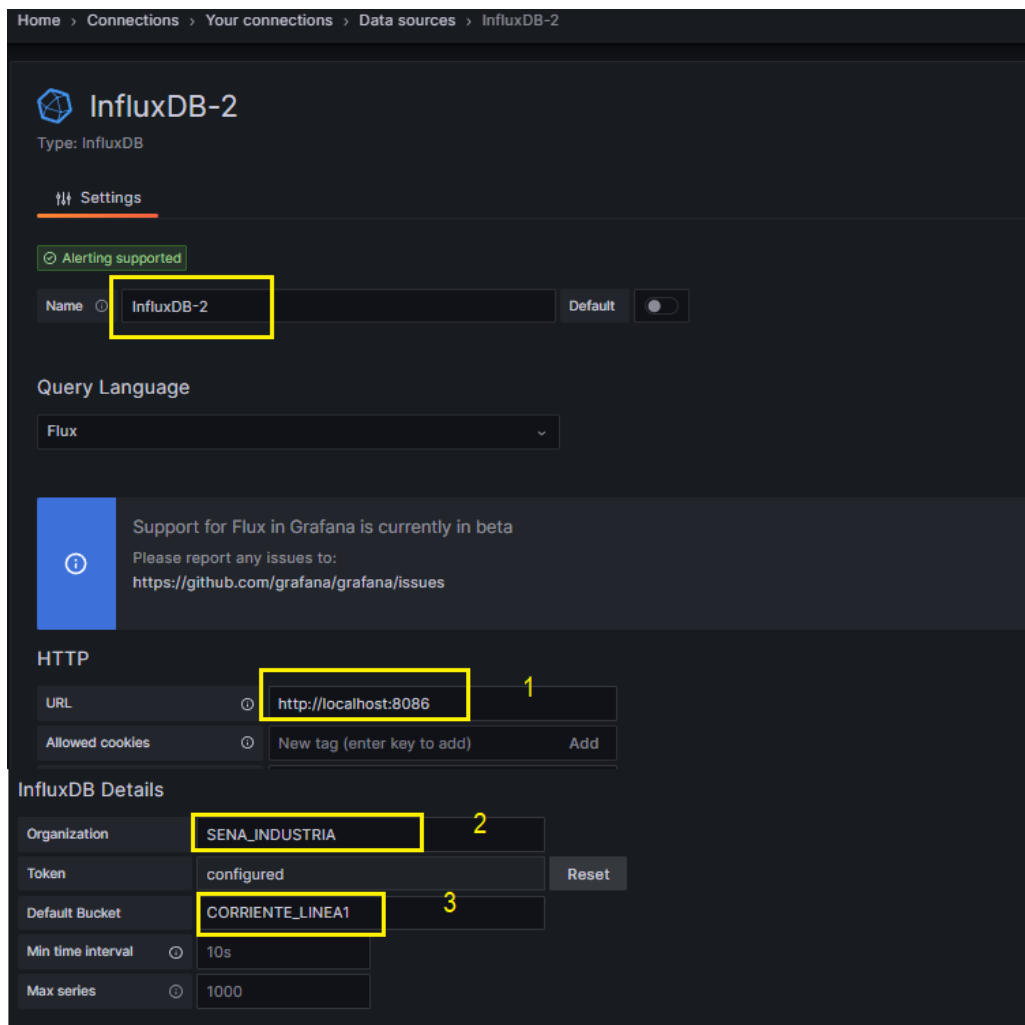 Home › Connections › Your connections › Data sources › InfluxDB-2
InfluxDB-2
Type: InfluxDB
Settings
Alerting supported
Name InfluxDB-2 Default
Query Language
Flux
Support for Flux in Grafana is currently in beta
Please report any issues to:
https://github.com/grafana/grafana/issues
HTTP
URL http://localhost:8086 1
Allowed cookies New tag (enter key to add) Add
InfluxDB Details
Organization SENA_INDUSTRIA 2
Token configured Reset
Default Bucket CORRIENTE_LINEA1 3
Min time interval 10s
Max series 1000